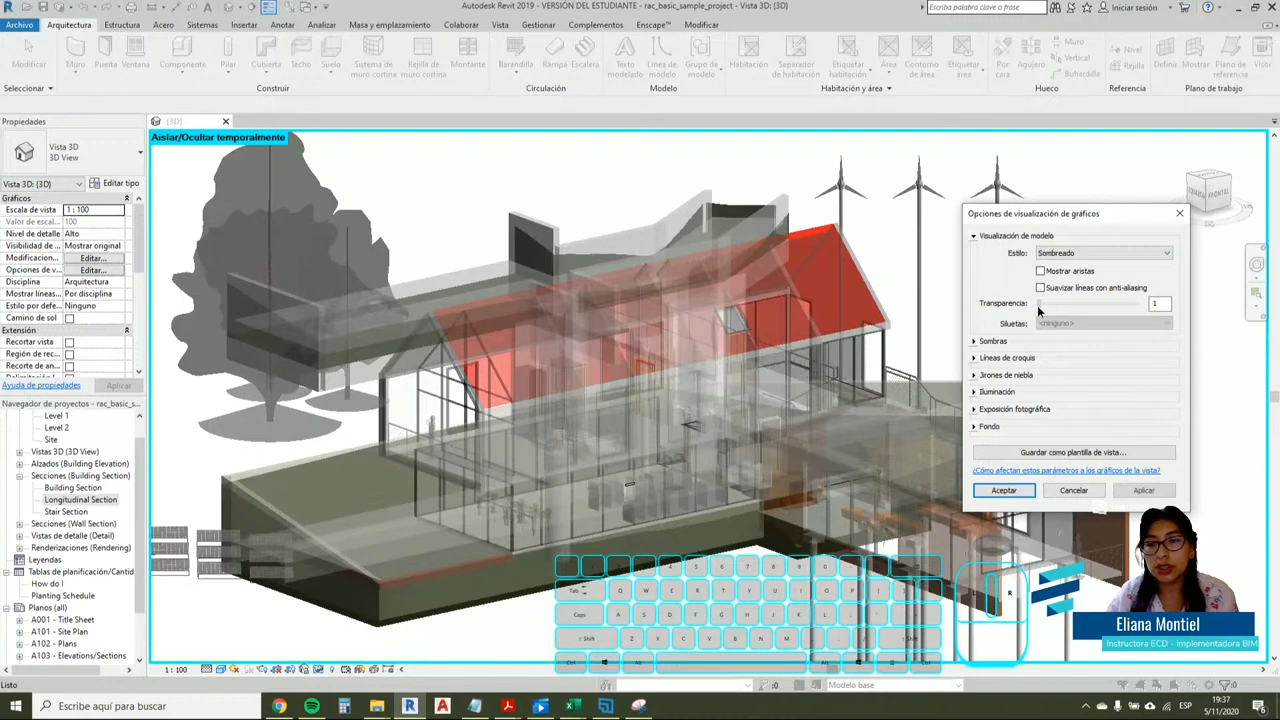 Autodesk Revit 2019 - VERSIÓN DEL ESTUDIANTE - rac_basic_sample_project - Vista 3D: {3D}
Escriba palabra clave o frase
Iniciar sesión
Archivo Arquitectura Estructura Acero Sistemas Insertar Anotar Analizar Masa y emplazamiento Colaborar Vista Gestionar Complementos Enscape™ Modificar
Modificar Muro Puerta Ventana Componente Pilar Cubierta Techo Suelo Sistema de muro cortina Rejilla de muro cortina Montante Barandilla Rampa Escalera Texto modelado Línea de modelo Grupo de modelo Habitación Separador de habitación Etiquetar habitación Área Contorno de área Etiquetar área Por cara Agujero Muro Vertical Buhardilla Nivel Rejilla Definir Mostrar Plano de referencia Visor
Seleccionar Construir Circulación Modelo Habitación y área Hueco Referencia Plano de trabajo
Propiedades
{3D}
Vista 3D
3D View
Vista 3D: {3D} Editar tipo
Gráficos
Escala de vista 1 : 100
Valor de escal... 100
Nivel de detalle Alto
Visibilidad de ... Mostrar original
Modificacion... Editar...
Opciones de v... Editar...
Disciplina Arquitectura
Mostrar líneas... Por disciplina
Estilo por defe... Ninguno
Camino de sol
Extensión
Recortar vista
Región de rec...
Recorte de an...
Ayuda de propiedades Aplicar
Navegador de proyectos - rac_basic_s...
Level 1
Level 2
Site
Vistas 3D (3D View)
Alzados (Building Elevation)
Secciones (Building Section)
Building Section
Longitudinal Section
Stair Section
Secciones (Wall Section)
Vistas de detalle (Detail)
Renderizaciones (Rendering)
Leyendas
Tablas de planificación/Cantid
How do I
Planting Schedule
Planos (all)
A001 - Title Sheet
A101 - Site Plan
A102 - Plans
A103 - Elevations/Sections
Aislar/Ocultar temporalmente
Opciones de visualización de gráficos
Visualización de modelo
Estilo: Sombreado
Mostrar aristas
Suavizar líneas con anti-aliasing
Transparencia: 1
Siluetas: <ninguno>
Sombras
Líneas de croquis
Jirones de niebla
Iluminación
Exposición fotográfica
Fondo
Guardar como plantilla de vista...
¿Cómo afectan estos parámetros a los gráficos de la vista?
Aceptar Cancelar Aplicar
Tab Q W E R T Y U I O P
Caps A S D F G H J K L
Shift Z X C V B N M Shift
Ctrl Alt Alt Ctrl
R
Eliana Montiel
Instructora ECD - Implementadora BIM
1 : 100
Listo
:0
Modelo base
:0
Escribe aquí para buscar
ESP
19:37
5/11/2020